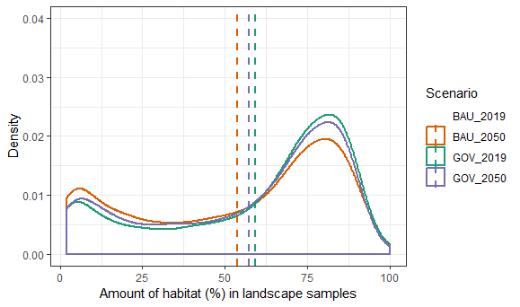 0.04
0.03
0.02
0.01
0.00
Density
0 25 50 75 100
Amount of habitat (%) in landscape samples
Scenario
BAU_2019
BAU_2050
GOV_2019
GOV_2050